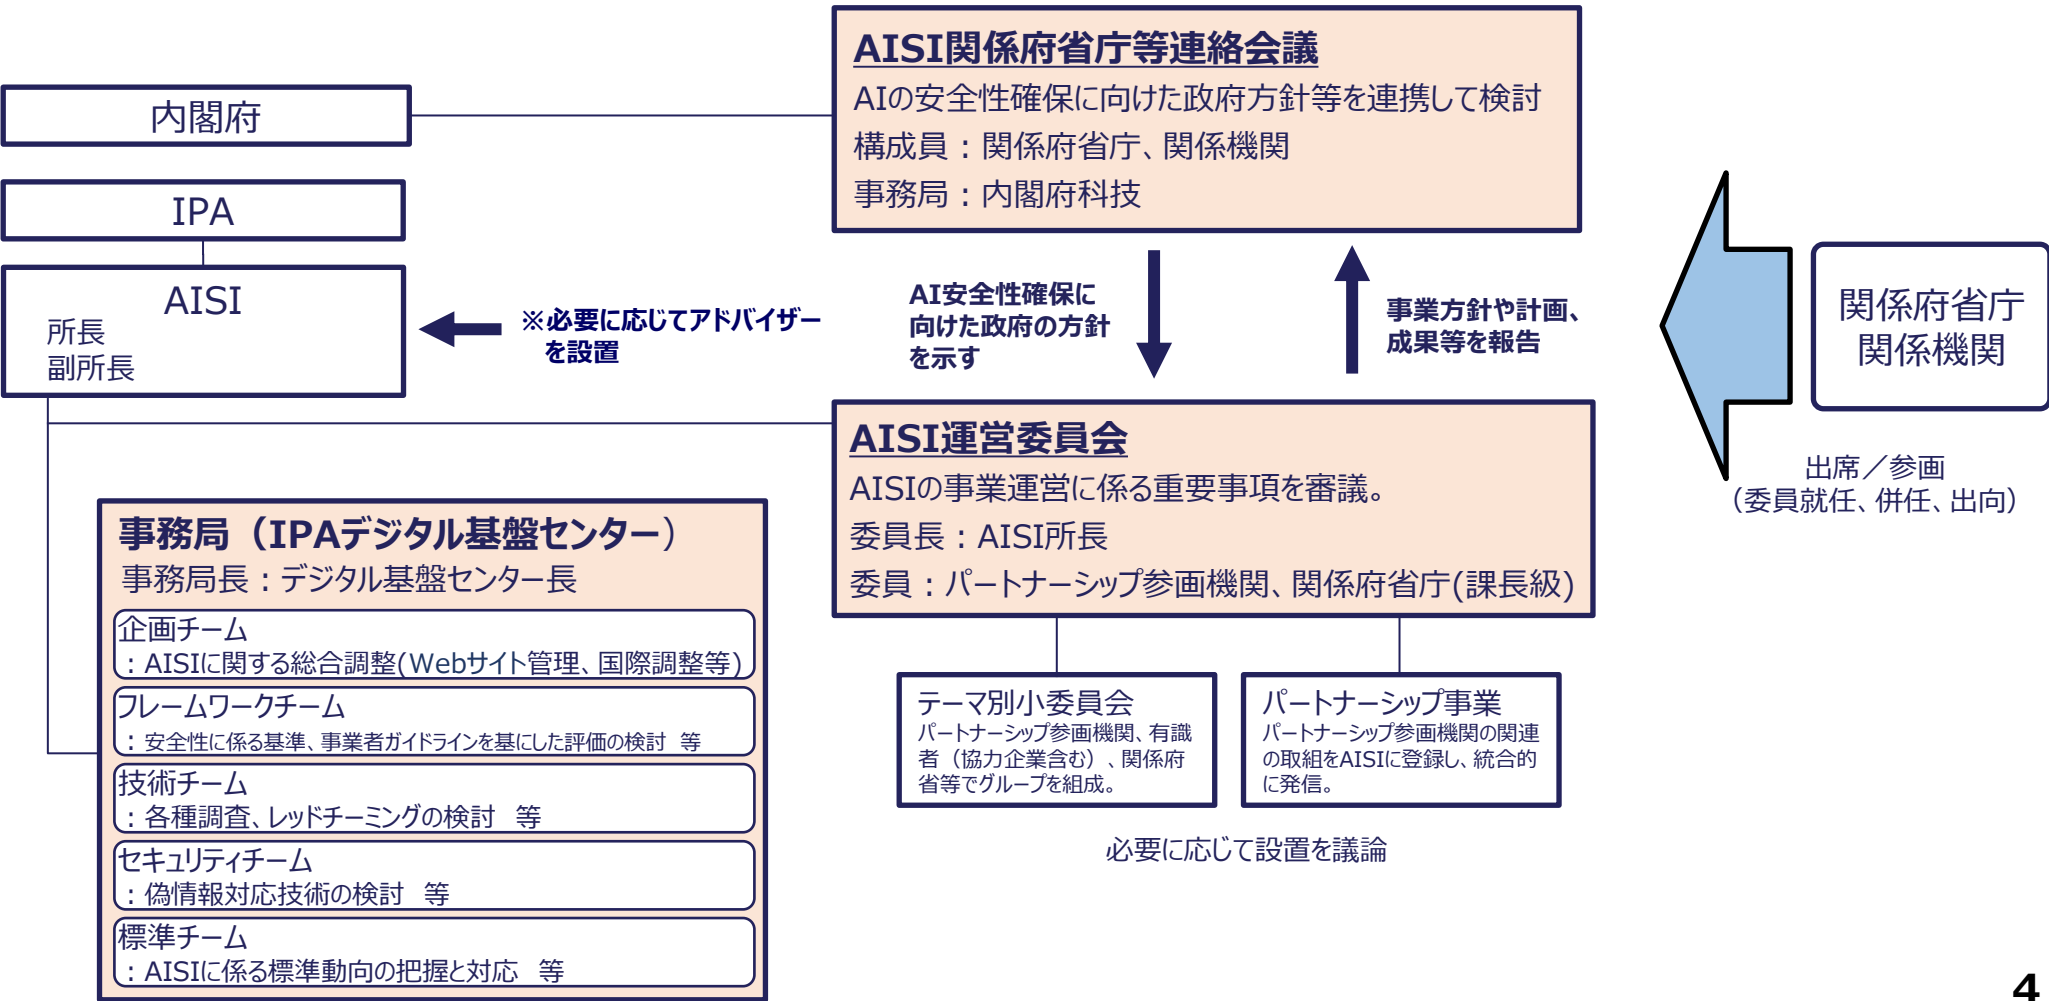 内閣府
IPA
AISI
所長
副所長
※必要に応じてアドバイザー
を設置
AISI関係府省庁等連絡会議
AIの安全性確保に向けた政府方針等を連携して検討
構成員：関係府省庁、関係機関
事務局：内閣府科技
AI安全性確保に
向けた政府の方針
を示す
事業方針や計画、
成果等を報告
関係府省庁
関係機関
出席／参画
（委員就任、併任、出向）
AISI運営委員会
AISIの事業運営に係る重要事項を審議。
委員長：AISI所長
委員：パートナーシップ参画機関、関係府省庁(課長級)
事務局（IPAデジタル基盤センター）
事務局長：デジタル基盤センター長
企画チーム
：AISIに関する総合調整(Webサイト管理、国際調整等)
フレームワークチーム
：安全性に係る基準、事業者ガイドラインを基にした評価の検討　等
技術チーム
：各種調査、レッドチーミングの検討　等
セキュリティチーム
：偽情報対応技術の検討　等
標準チーム
：AISIに係る標準動向の把握と対応　等
テーマ別小委員会
パートナーシップ参画機関、有識
者（協力企業含む）、関係府
省等でグループを組成。
パートナーシップ事業
パートナーシップ参画機関の関連
の取組をAISIに登録し、統合的
に発信。
必要に応じて設置を議論
4